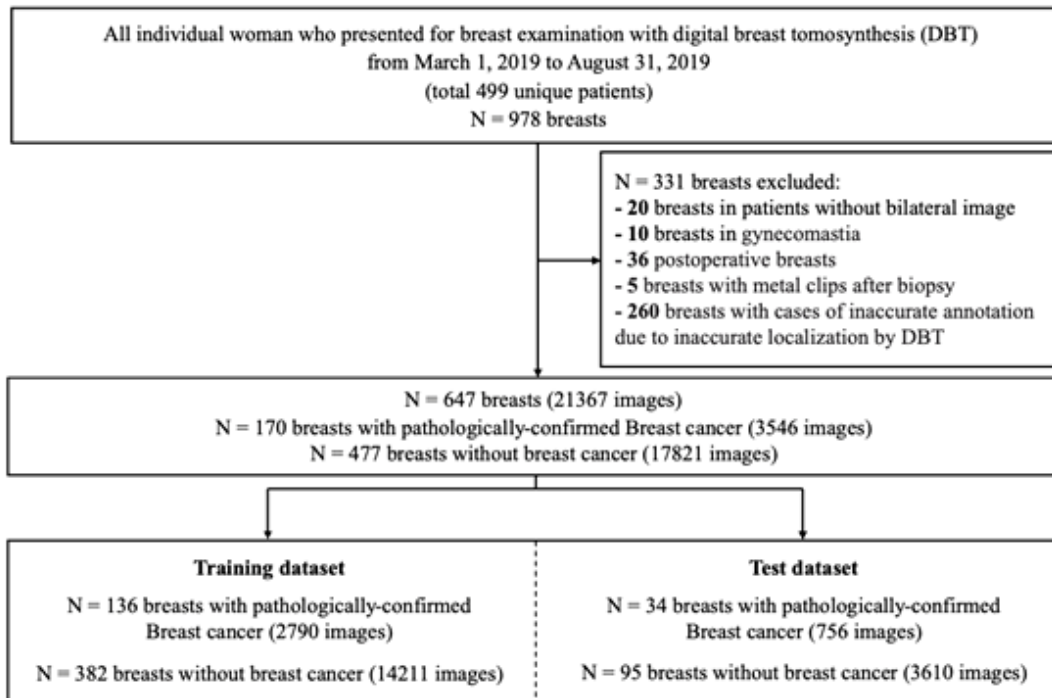 All individual woman who presented for breast examination with digital breast tomosynthesis (DBT)
from March 1, 2019 to August 31, 2019
(total 499 unique patients)
N = 978 breasts
N = 331 breasts excluded:
- 20 breasts in patients without bilateral image
- 10 breasts in gynecomastia
- 36 postoperative breasts
- 5 breasts with metal clips after biopsy
- 260 breasts with cases of inaccurate annotation
due to inaccurate localization by DBT
N = 647 breasts (21367 images)
N = 170 breasts with pathologically-confirmed Breast cancer (3546 images)
N = 477 breasts without breast cancer (17821 images)
Training dataset
N = 136 breasts with pathologically-confirmed
Breast cancer (2790 images)
N = 382 breasts without breast cancer (14211 images)
Test dataset
N = 34 breasts with pathologically-confirmed
Breast cancer (756 images)
N = 95 breasts without breast cancer (3610 images)